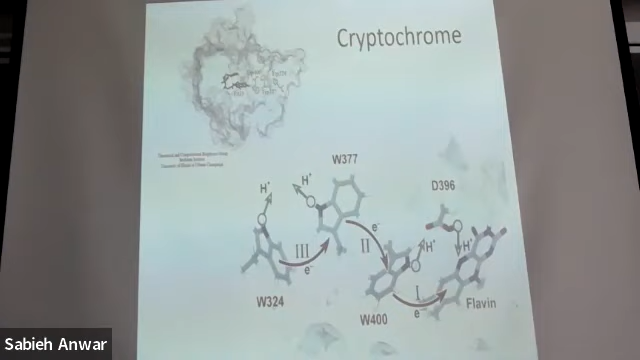 Cryptochrome
W377
H⁺
H⁺
D396
e⁻
III
II
e⁻
H⁺
H⁺
W324
I
Flavin
W400
e⁻
Sabieh Anwar